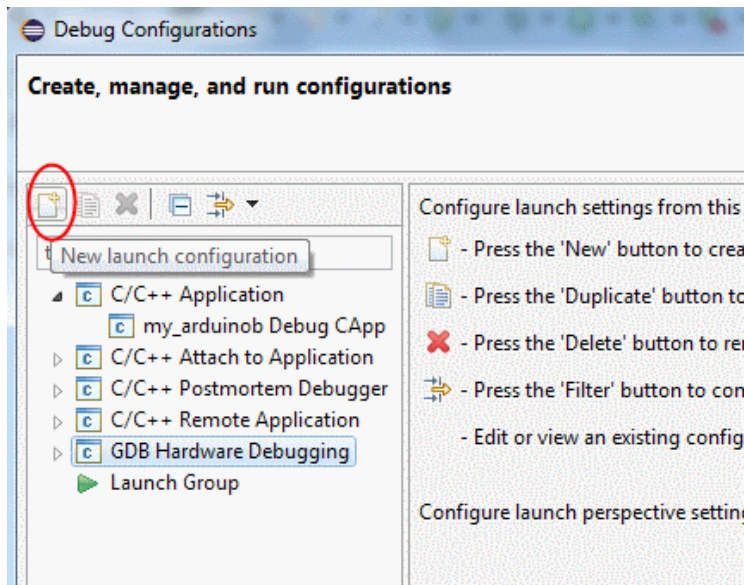 Debug Configurations
Create, manage, and run configurations
New launch configuration
C/C++ Application
my_arduinob Debug CApp
C/C++ Attach to Application
C/C++ Postmortem Debugger
C/C++ Remote Application
GDB Hardware Debugging
Launch Group
Configure launch settings from this
- Press the 'New' button to crea
- Press the 'Duplicate' button to
- Press the 'Delete' button to re
- Press the 'Filter' button to con
- Edit or view an existing config
Configure launch perspective setting